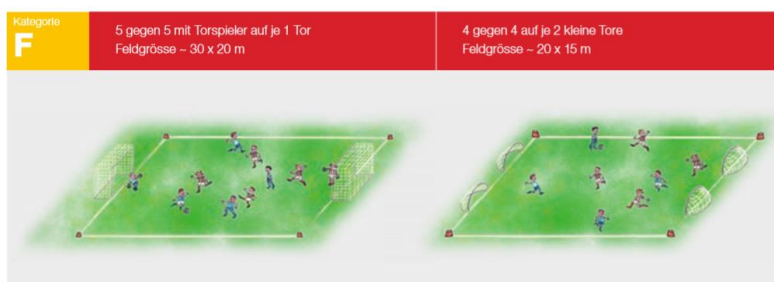 Kategorie
F
5 gegen 5 mit Torspieler auf je 1 Tor
Feldgrösse ~ 30 x 20 m
4 gegen 4 auf je 2 kleine Tore
Feldgrösse ~ 20 x 15 m